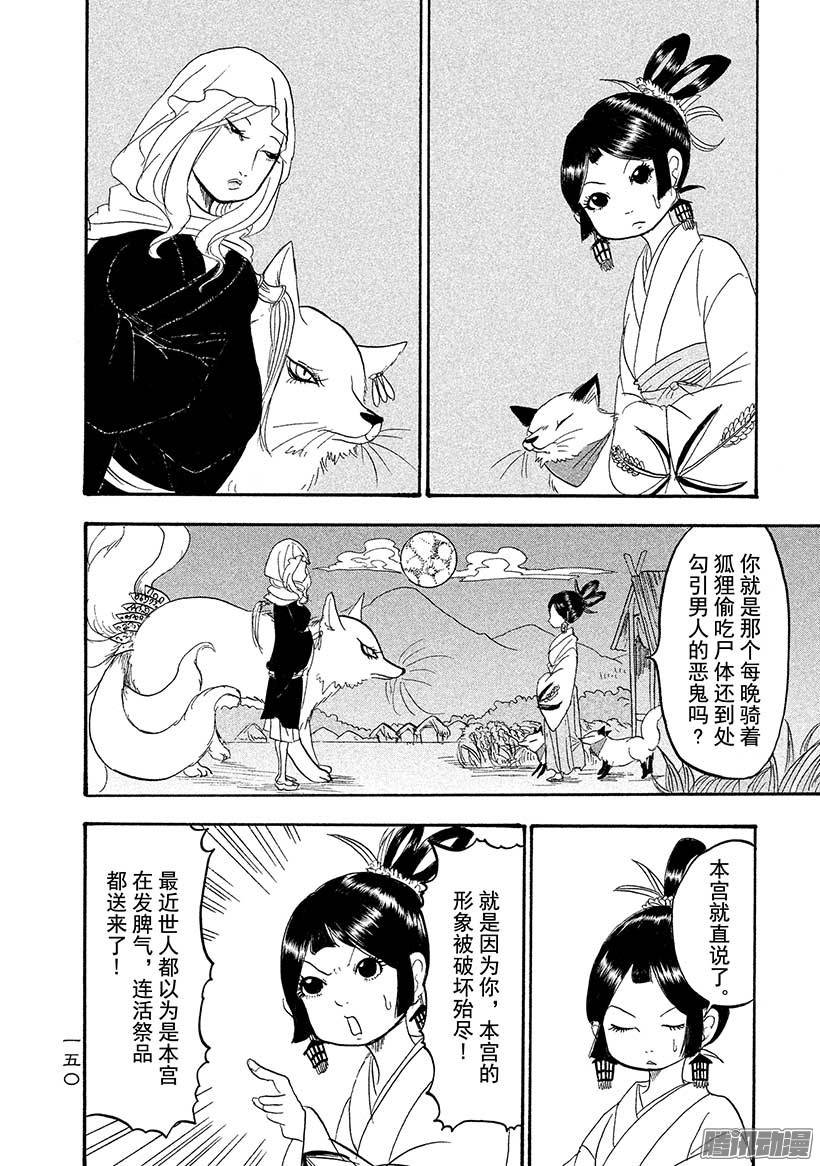 你就是那个每晚骑着
狐狸偷吃尸体还到处
勾引男人的恶鬼吗？
本宫就直说了。
就是因为你，本宫的
形象被破坏殆尽！
最近世人都以为是本宫
在发脾气，连活祭品
都送来了！
一五〇
腾讯动漫